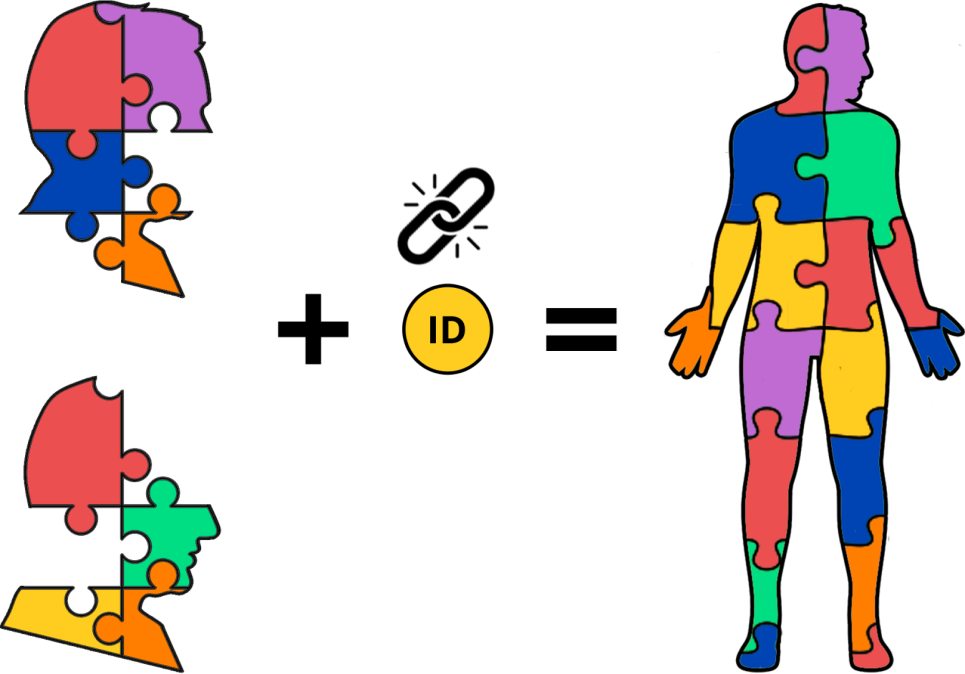 +
ID
=